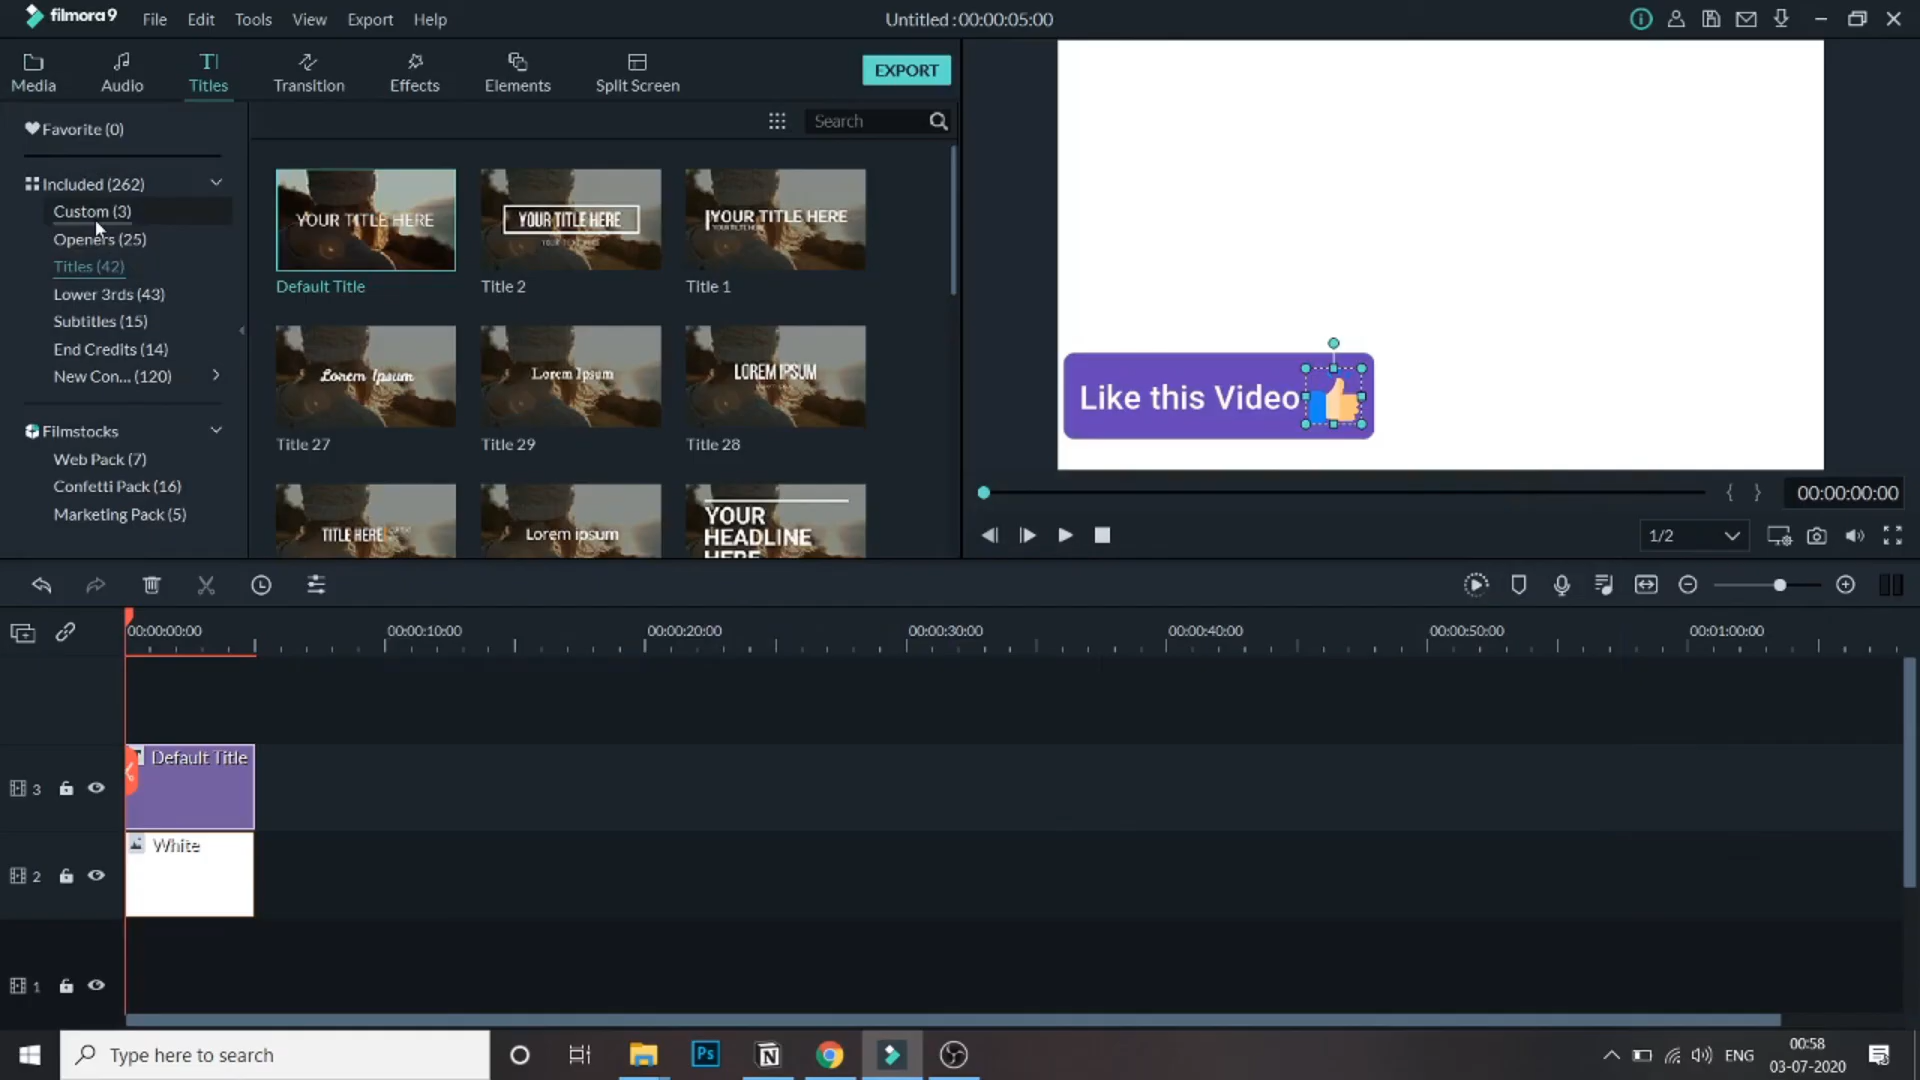 filmora9
File Edit Tools View Export Help
Untitled : 00:00:05:00
Media Audio Titles Transition Effects Elements Split Screen
EXPORT
Favorite (0)
Search
Included (262)
Custom (3)
Openers (25)
Titles (42)
Lower 3rds (43)
Subtitles (15)
End Credits (14)
New Con... (120)
Filmstocks
Web Pack (7)
Confetti Pack (16)
Marketing Pack (5)
YOUR TITLE HERE
YOUR TITLE HERE
YOUR TITLE HERE
Default Title
Title 2
Title 1
Lorem Ipsum
Lorem Ipsum
LOREM IPSUM
Title 27
Title 29
Title 28
TITLE HERE
Lorem ipsum
YOUR
HEADLINE
HERE
Like this Video
00:00:00:00
1/2
00:00:00:00 00:00:10:00 00:00:20:00 00:00:30:00 00:00:40:00 00:00:50:00 00:01:00:00
Default Title
3
White
2
1
Type here to search
Ps
ENG
00:58
03-07-2020